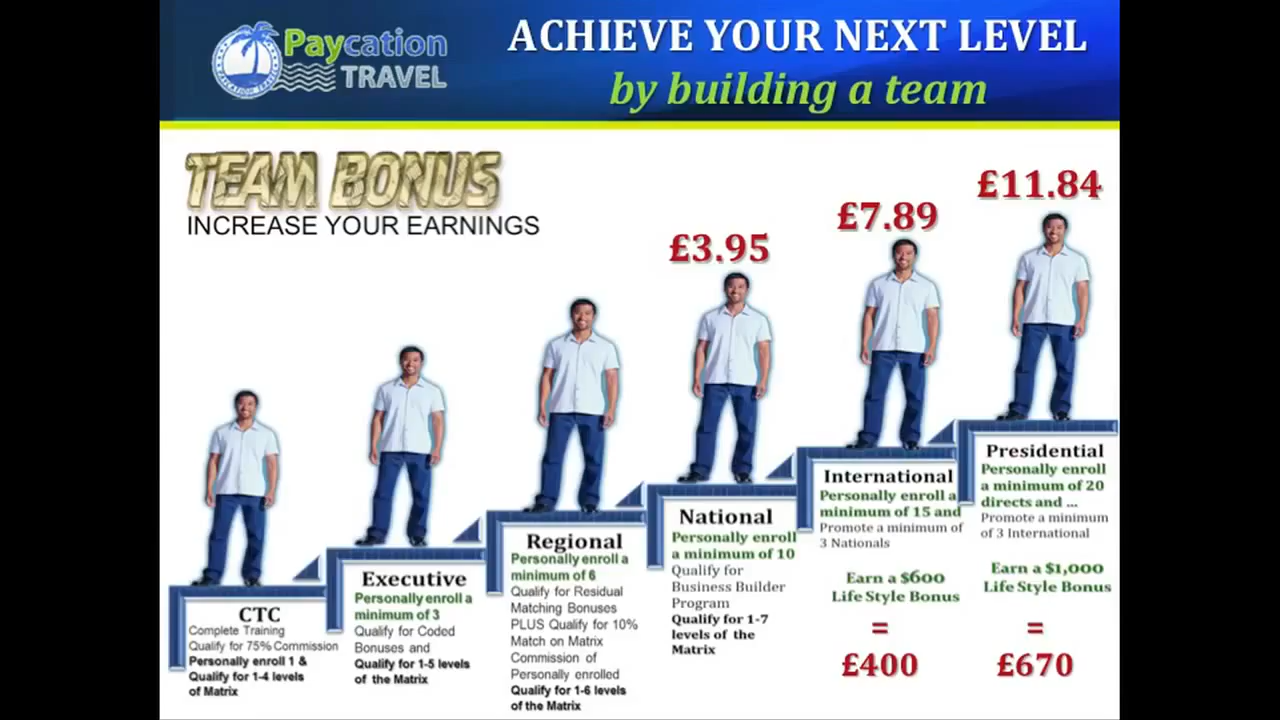 Paycation
TRAVEL
ACHIEVE YOUR NEXT LEVEL
by building a team
TEAM BONUS
INCREASE YOUR EARNINGS
£3.95
£7.89
£11.84
CTC
Complete Training
Qualify for 75% Commission
Personally enroll 1 &
Qualify for 1-4 levels
of Matrix
Executive
Personally enroll a
minimum of 3
Qualify for Coded
Bonuses and
Qualify for 1-5 levels
of the Matrix
Regional
Personally enroll a
minimum of 6
Qualify for Residual
Matching Bonuses
PLUS Qualify for 10%
Match on Matrix
Commission of
Personally enrolled
Qualify for 1-6 levels
of the Matrix
National
Personally enroll
a minimum of 10
Qualify for
Business Builder
Program
Qualify for 1-7
levels of the
Matrix
International
Personally enroll a
minimum of 15 and
Promote a minimum of
3 Nationals
Earn a $600
Life Style Bonus
=
£400
Presidential
Personally enroll
a minimum of 20
directs and ...
Promote a minimum
of 3 International
Earn a $1,000
Life Style Bonus
=
£670